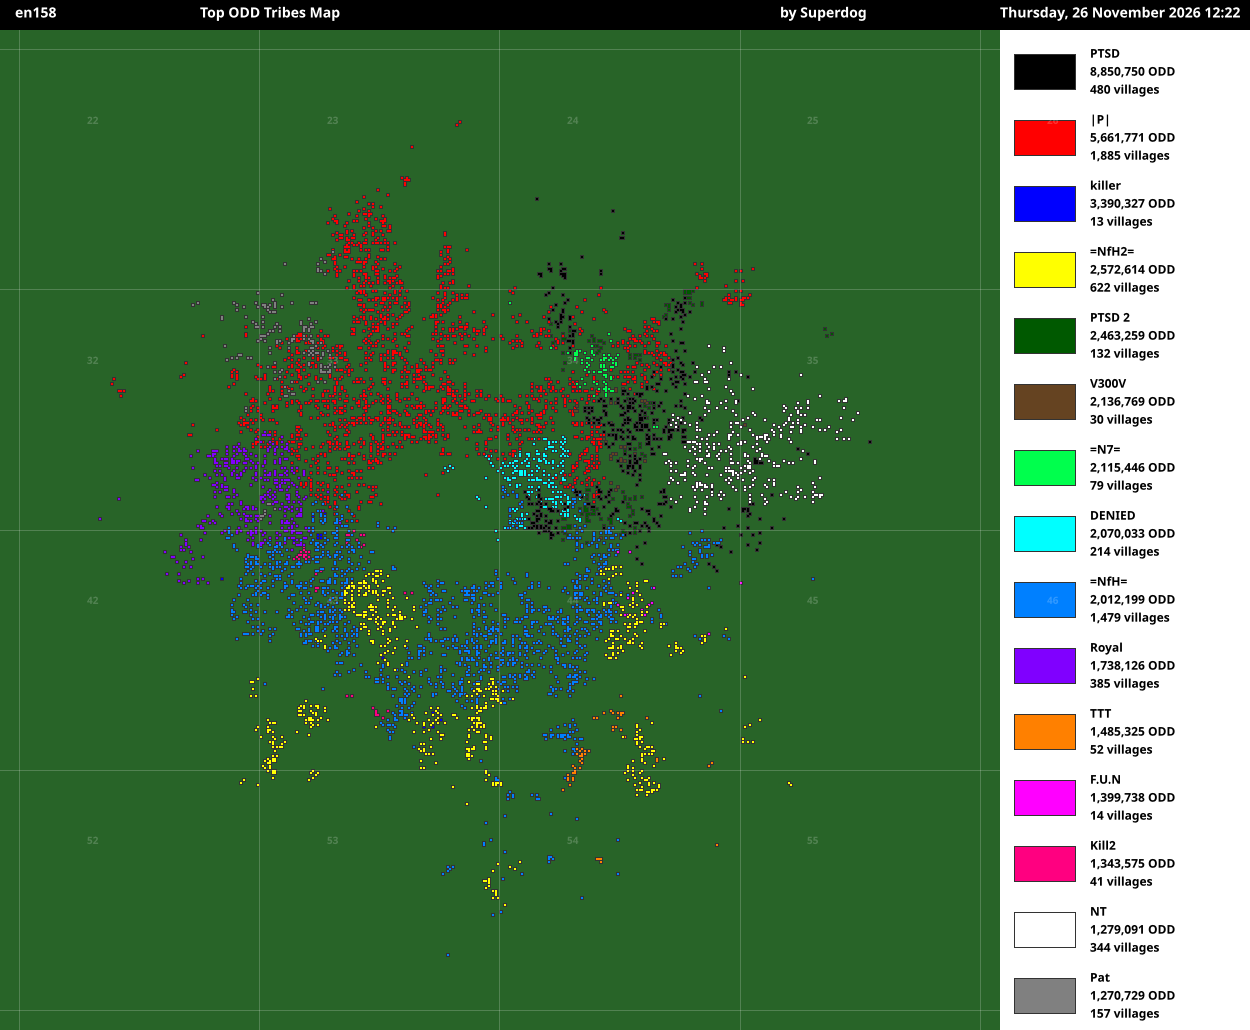 en158
Top ODD Tribes Map
by Superdog
Thursday, 26 November 2026 12:22
22
23
24
25
32
35
42
45
46
52
53
54
55
PTSD
8,850,750 ODD
480 villages
|P|
5,661,771 ODD
1,885 villages
killer
3,390,327 ODD
13 villages
=NfH2=
2,572,614 ODD
622 villages
PTSD 2
2,463,259 ODD
132 villages
V300V
2,136,769 ODD
30 villages
=N7=
2,115,446 ODD
79 villages
DENIED
2,070,033 ODD
214 villages
=NfH=
2,012,199 ODD
1,479 villages
Royal
1,738,126 ODD
385 villages
TTT
1,485,325 ODD
52 villages
F.U.N
1,399,738 ODD
14 villages
Kill2
1,343,575 ODD
41 villages
NT
1,279,091 ODD
344 villages
Pat
1,270,729 ODD
157 villages